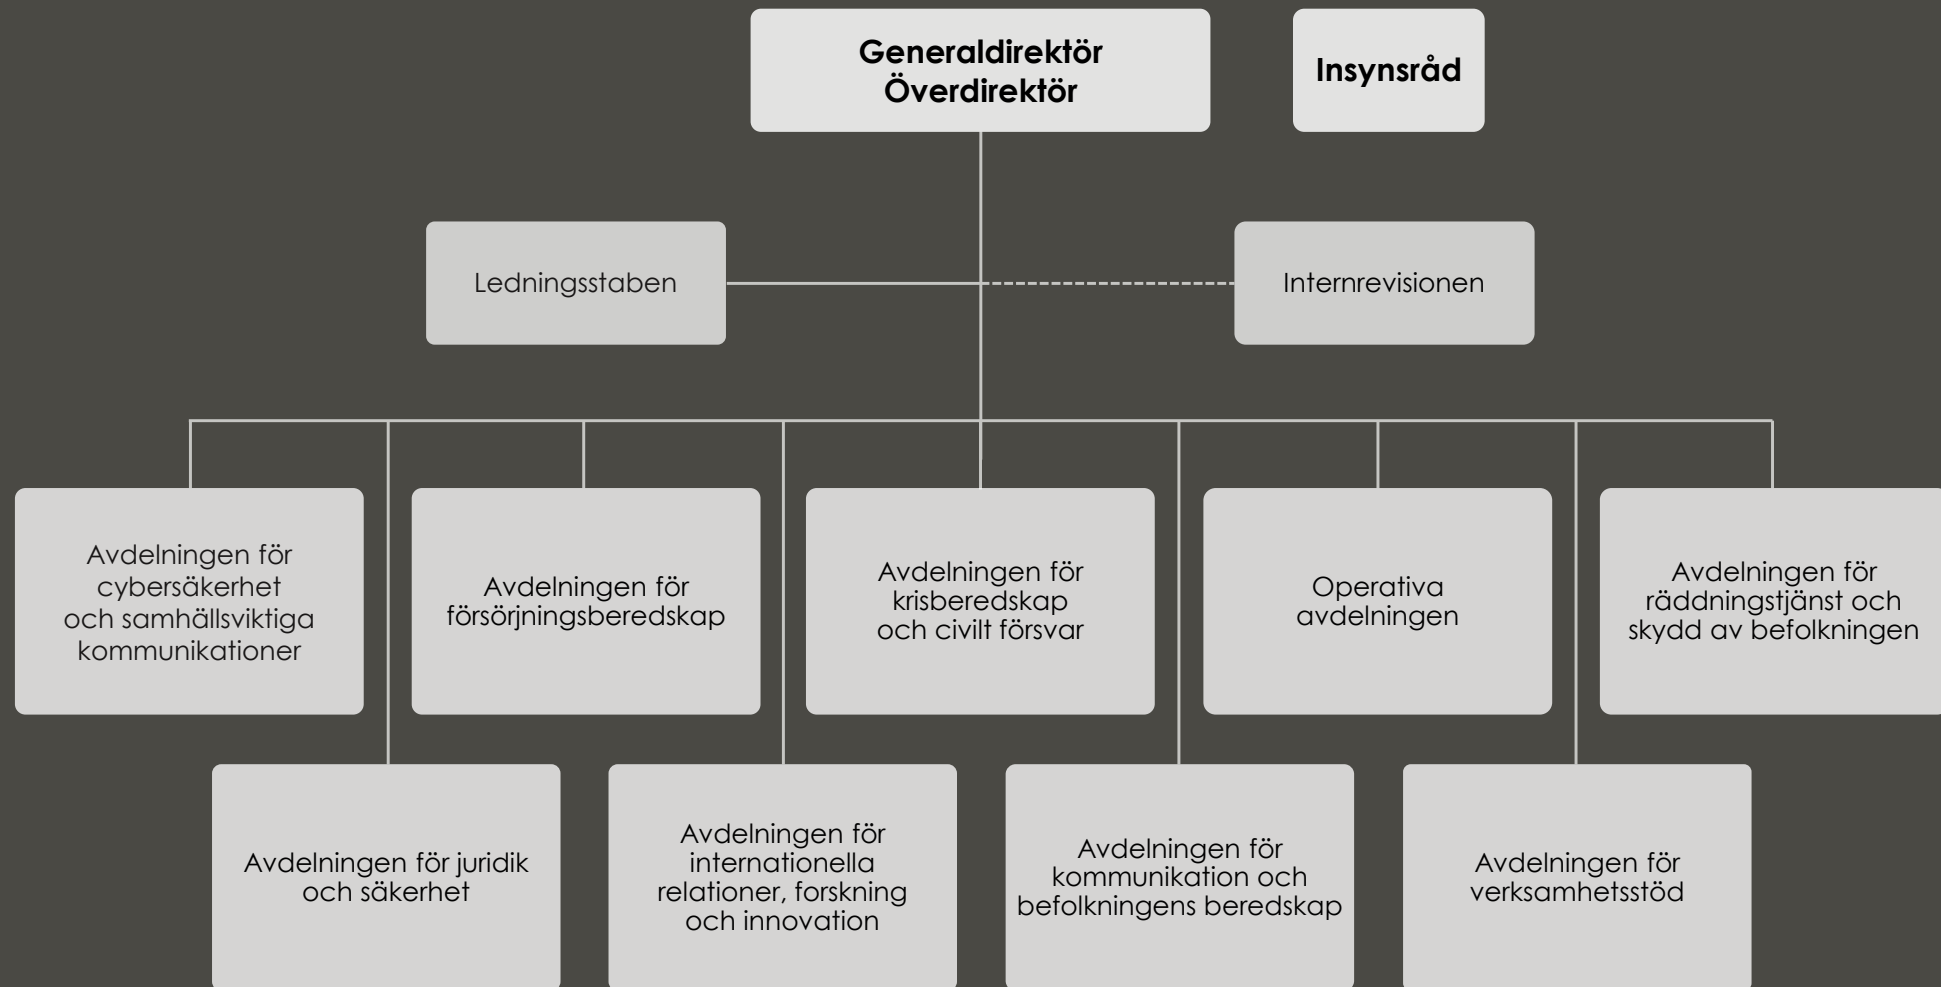 Generaldirektör
Överdirektör
Insynsråd
Ledningsstaben
Internrevisionen
Avdelningen för
cybersäkerhet
och samhällsviktiga
kommunikationer
Avdelningen för
försörjningsberedskap
Avdelningen för
krisberedskap
och civilt försvar
Operativa
avdelningen
Avdelningen för
räddningstjänst och
skydd av befolkningen
Avdelningen för juridik
och säkerhet
Avdelningen för
internationella
relationer, forskning
och innovation
Avdelningen för
kommunikation och
befolkningens beredskap
Avdelningen för
verksamhetsstöd